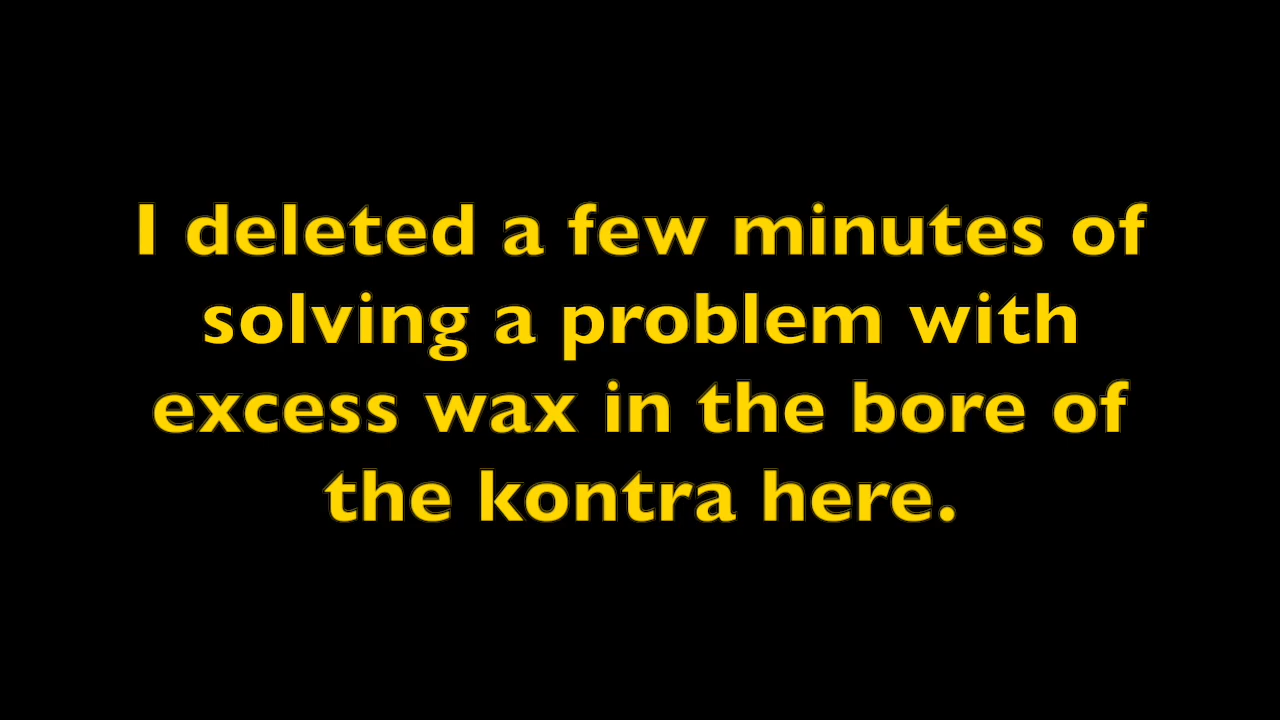 I deleted a few minutes of
solving a problem with
excess wax in the bore of
the kontra here.